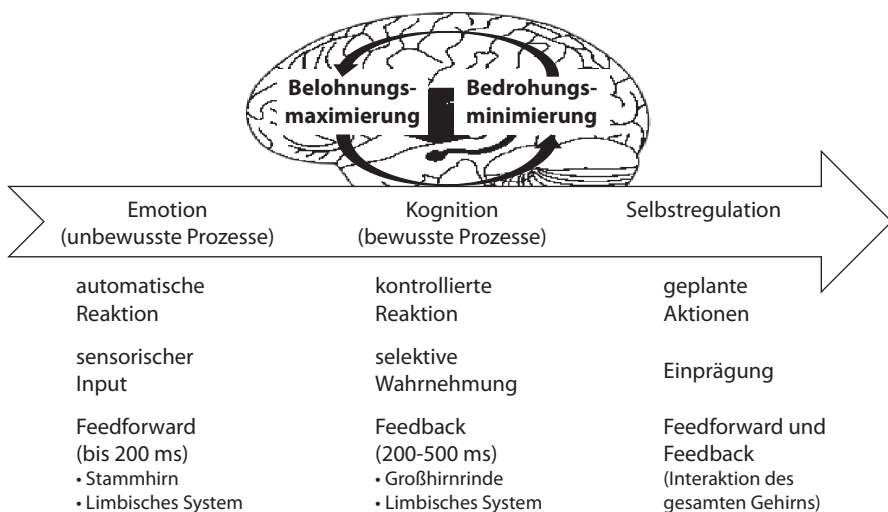 Belohnungs-
maximierung
Bedrohungs-
minimierung
Emotion
(unbewusste Prozesse)
Kognition
(bewusste Prozesse)
Selbstregulation
automatische
Reaktion
kontrollierte
Reaktion
geplante
Aktionen
sensorischer
Input
selektive
Wahrnehmung
Einprägung
Feedforward
(bis 200 ms)
• Stammhirn
• Limbisches System
Feedback
(200-500 ms)
• Großhirnrinde
• Limbisches System
Feedforward und
Feedback
(Interaktion des
gesamten Gehirns)